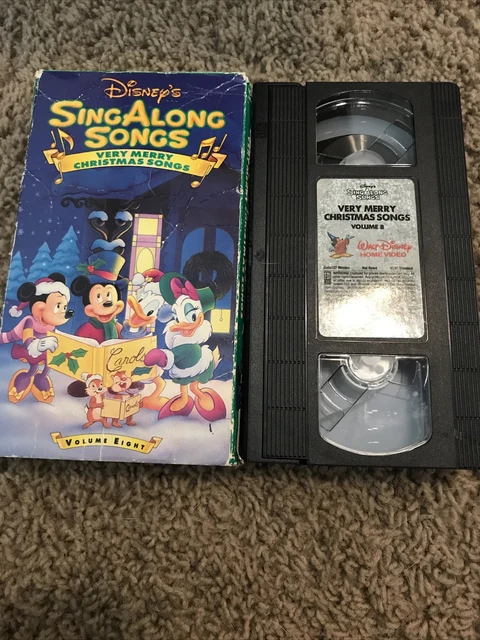 Disney's
SING ALONG
SONGS
VERY MERRY
CHRISTMAS SONGS
Carols
VOLUME EIGHT
Disney's
SING ALONG
SONGS
VERY MERRY
CHRISTMAS SONGS
VOLUME 8
WALT DISNEY
HOME VIDEO